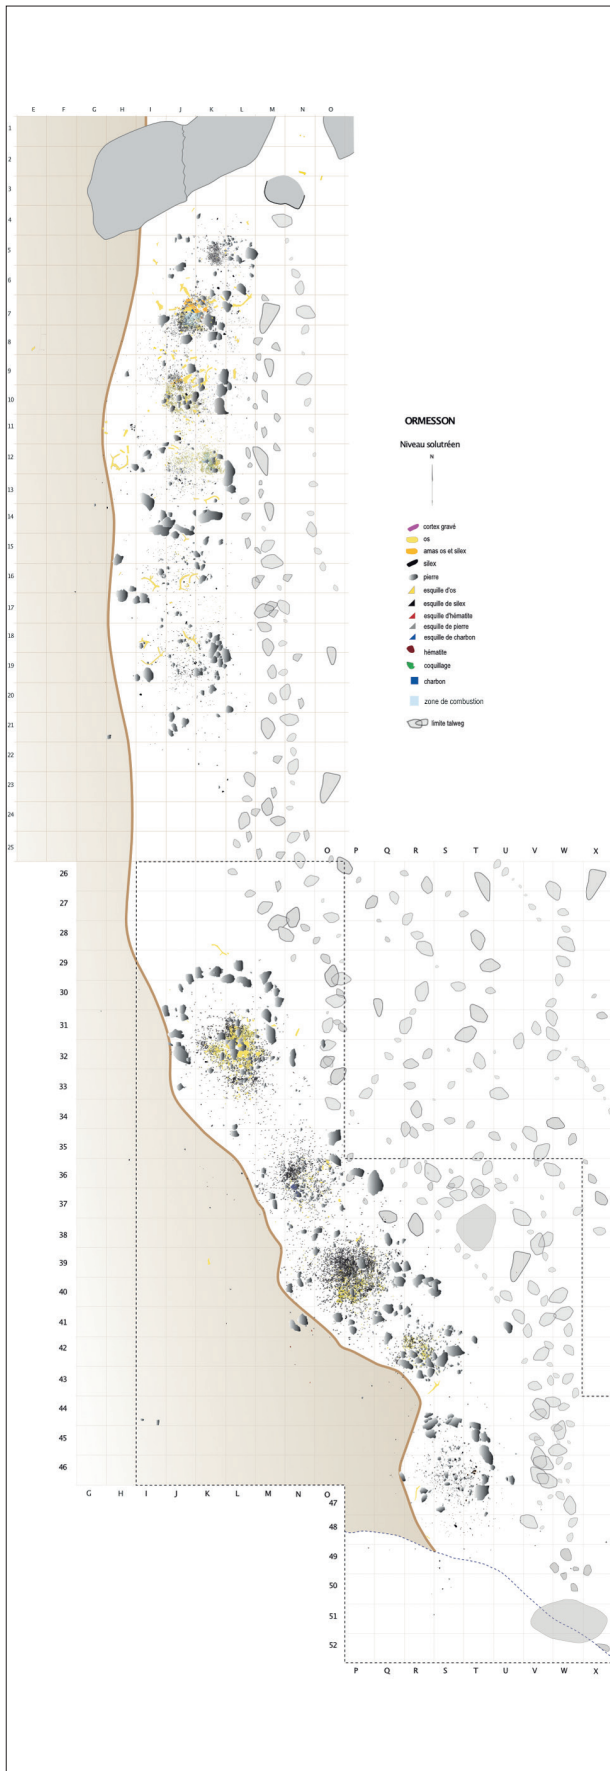 E F G H I J K L M N O
1
2
3
4
5
6
7
8
9
10
11
12
13
14
15
16
17
18
19
20
21
22
23
24
25
ORMESSON
Niveau solutréen
N
cortex gravé
os
amas os et silex
silex
pierre
esquille d'os
esquille de silex
esquille d'hématite
esquille de pierre
esquille de charbon
hématite
coquillage
charbon
zone de combustion
limite talweg
O P Q R S T U V W X
26
27
28
29
30
31
32
33
34
35
36
37
38
39
40
41
42
43
44
45
46
G H I J K L M N O
47
48
49
50
51
52
P Q R S T U V W X